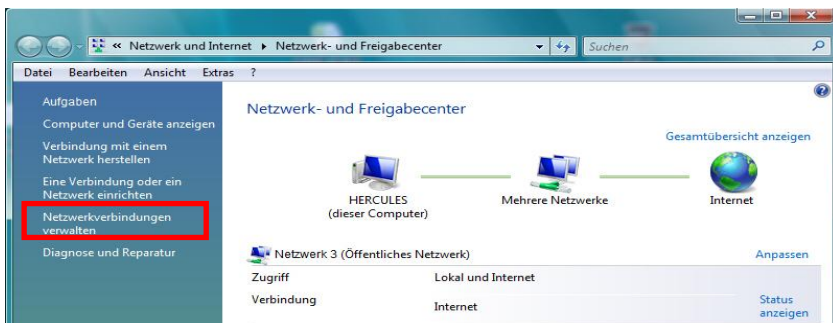 « Netzwerk und Internet ▸ Netzwerk- und Freigabecenter
Suchen
Datei Bearbeiten Ansicht Extras ?
Aufgaben
Computer und Geräte anzeigen
Verbindung mit einem
Netzwerk herstellen
Eine Verbindung oder ein
Netzwerk einrichten
Netzwerkverbindungen
verwalten
Diagnose und Reparatur
Netzwerk- und Freigabecenter
Gesamtübersicht anzeigen
HERCULES
(dieser Computer)
Mehrere Netzwerke
Internet
Netzwerk 3 (Öffentliches Netzwerk)
Anpassen
Zugriff
Lokal und Internet
Verbindung
Internet
Status
anzeigen